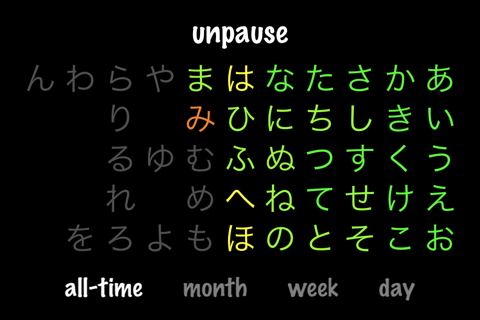 unpause
あいうえお
かきくけこ
さしすせそ
たちつてと
なにぬねの
はひふへほ
まみむめも
やゆよ
らりるれろ
わを
ん
all-time month week day